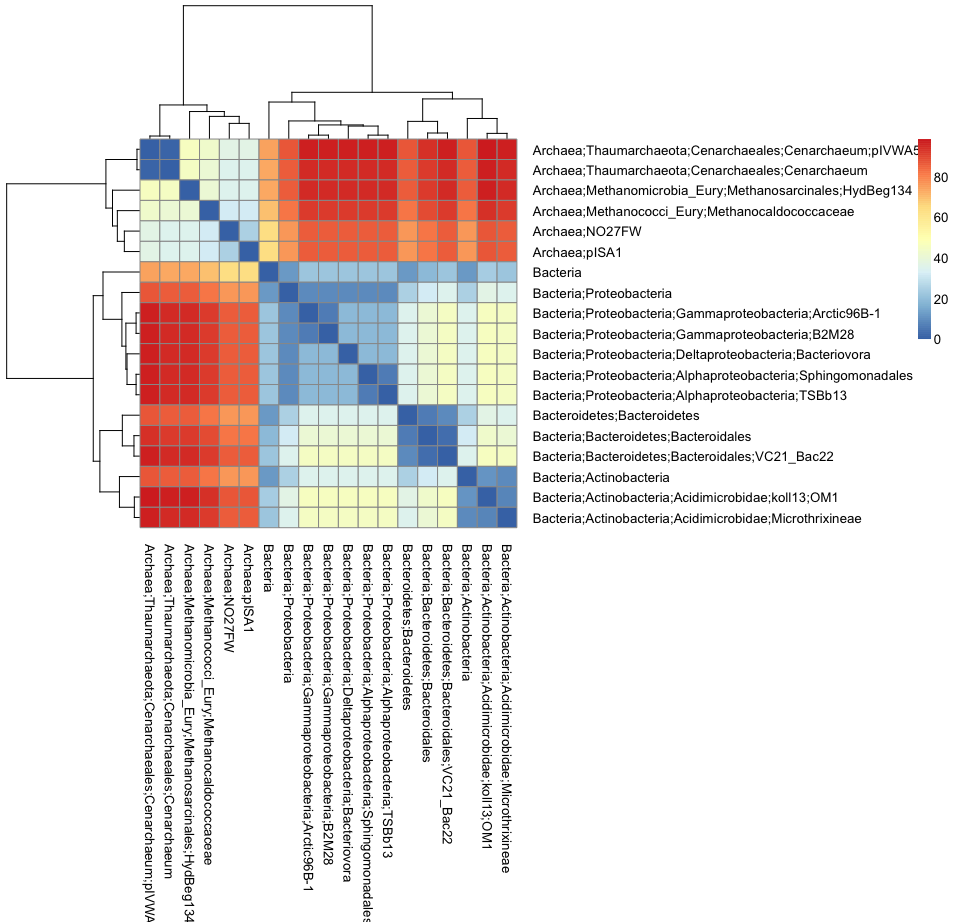 Archaea;Thaumarchaeota;Cenarchaeales;Cenarchaeum;pIVWA5
Archaea;Thaumarchaeota;Cenarchaeales;Cenarchaeum
Archaea;Methanomicrobia_Eury;Methanosarcinales;HydBeg134
Archaea;Methanococci_Eury;Methanocaldococcaceae
Archaea;NO27FW
Archaea;pISA1
Bacteria
Bacteria;Proteobacteria
Bacteria;Proteobacteria;Gammaproteobacteria;Arctic96B-1
Bacteria;Proteobacteria;Gammaproteobacteria;B2M28
Bacteria;Proteobacteria;Deltaproteobacteria;Bacteriovora
Bacteria;Proteobacteria;Alphaproteobacteria;Sphingomonadales
Bacteria;Proteobacteria;Alphaproteobacteria;TSBb13
Bacteroidetes;Bacteroidetes
Bacteria;Bacteroidetes;Bacteroidales
Bacteria;Bacteroidetes;Bacteroidales;VC21_Bac22
Bacteria;Actinobacteria
Bacteria;Actinobacteria;Acidimicrobidae;koll13;OM1
Bacteria;Actinobacteria;Acidimicrobidae;Microthrixineae
80
60
40
20
0
Archaea;Thaumarchaeota;Cenarchaeales;Cenarchaeum;pIVWA
Archaea;Thaumarchaeota;Cenarchaeales;Cenarchaeum
Archaea;Methanomicrobia_Eury;Methanosarcinales;HydBeg134
Archaea;Methanococci_Eury;Methanocaldococcaceae
Archaea;NO27FW
Archaea;pISA1
Bacteria
Bacteria;Proteobacteria
Bacteria;Proteobacteria;Gammaproteobacteria;Arctic96B-1
Bacteria;Proteobacteria;Gammaproteobacteria;B2M28
Bacteria;Proteobacteria;Deltaproteobacteria;Bacteriovora
Bacteria;Proteobacteria;Alphaproteobacteria;Sphingomonadales
Bacteria;Proteobacteria;Alphaproteobacteria;TSBb13
Bacteroidetes;Bacteroidetes
Bacteria;Bacteroidetes;Bacteroidales
Bacteria;Bacteroidetes;Bacteroidales;VC21_Bac22
Bacteria;Actinobacteria
Bacteria;Actinobacteria;Acidimicrobidae;koll13;OM1
Bacteria;Actinobacteria;Acidimicrobidae;Microthrixineae